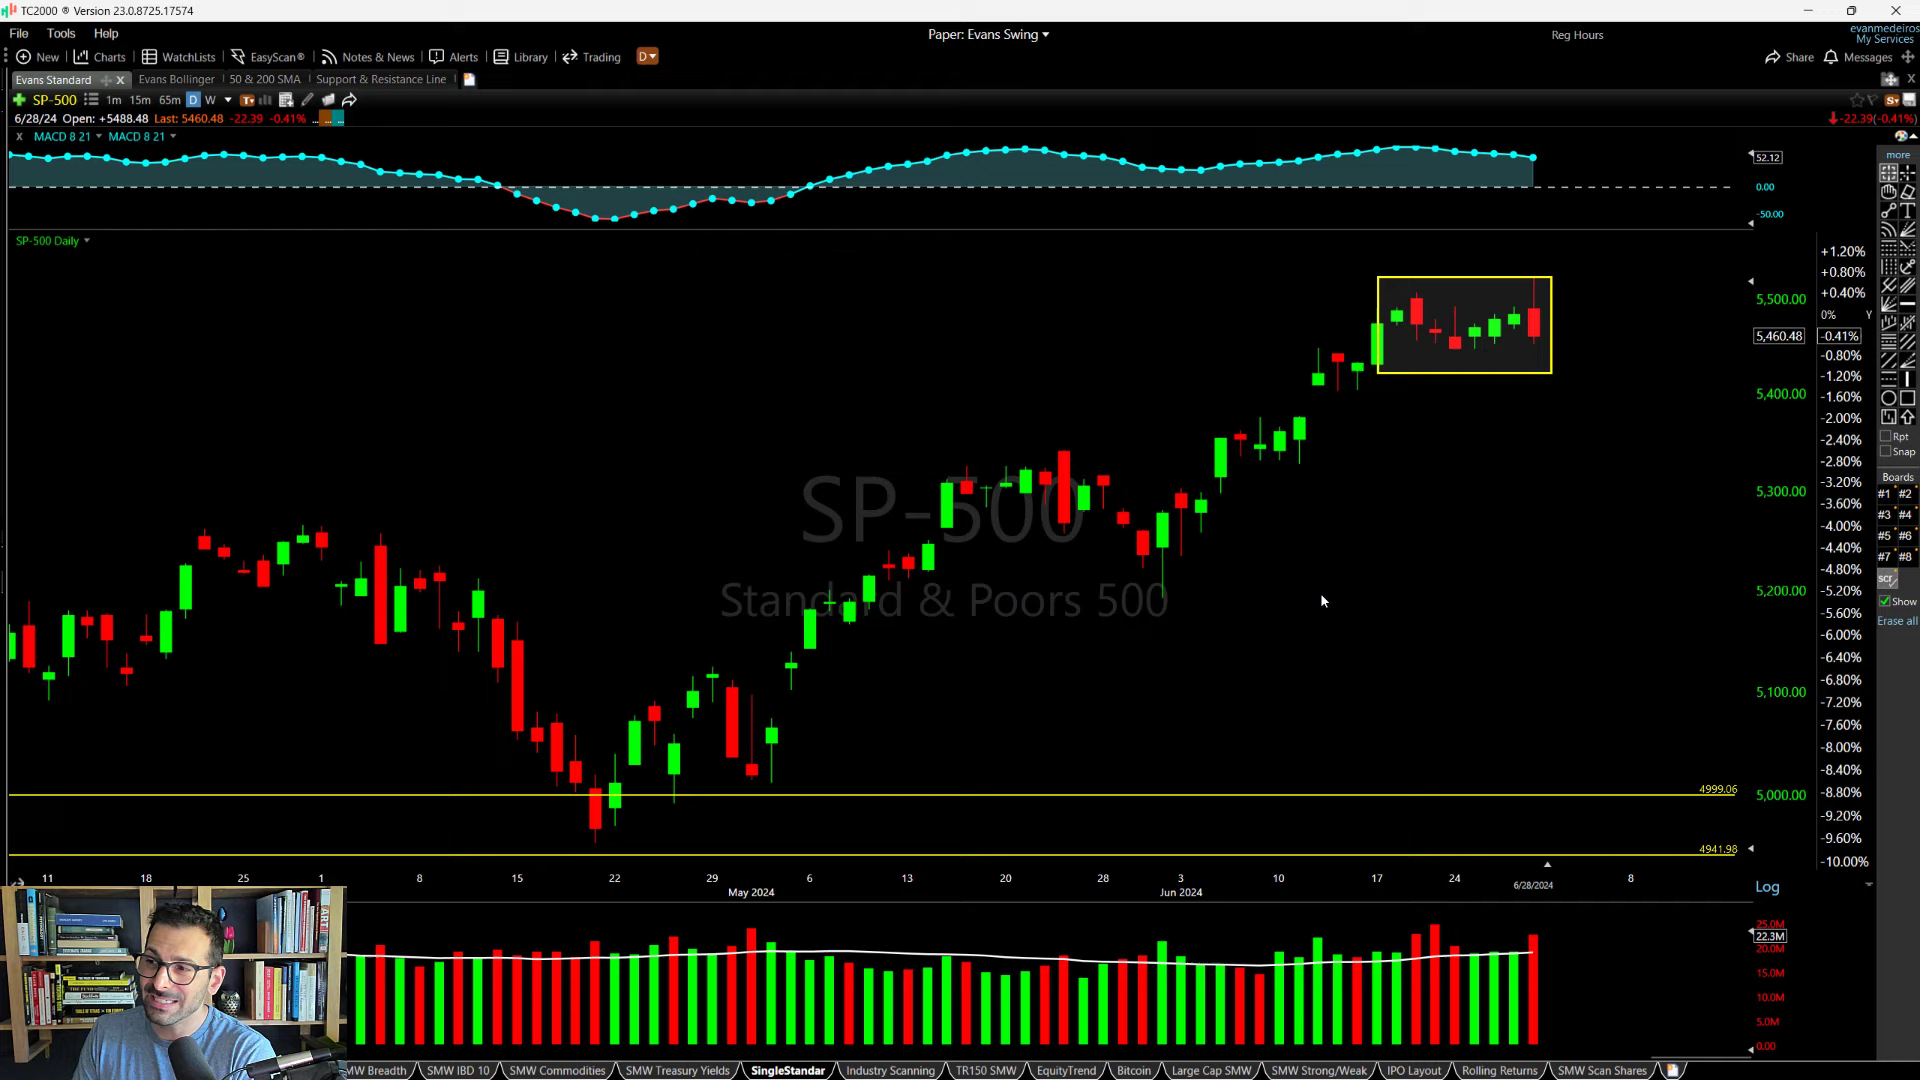 TC2000 ® Version 23.0.8725.17574
File Tools Help
Paper: Evans Swing
Reg Hours
evanmedeiros
My Services
New Charts WatchLists EasyScan® Notes & News Alerts Library Trading D
Share Messages
Evans Standard X Evans Bollinger 50 & 200 SMA Support & Resistance Line
SP-500 1m 15m 65m D W T
6/28/24 Open: +5488.48 Last: 5460.48 -22.39 -0.41% ...
-22.39(-0.41%)
X MACD 8 21 MACD 8 21
52.12
0.00
-50.00
more
SP-500 Daily
5,500.00
5,460.48
5,400.00
5,300.00
5,200.00
5,100.00
5,000.00
+1.20%
+0.80%
+0.40%
0% Y
-0.41%
-0.80%
-1.20%
-1.60%
-2.00%
-2.40%
-2.80%
-3.20%
-3.60%
-4.00%
-4.40%
-4.80%
-5.20%
-5.60%
-6.00%
-6.40%
-6.80%
-7.20%
-7.60%
-8.00%
-8.40%
-8.80%
-9.20%
-9.60%
-10.00%
Rpt
Snap
Boards
#1 #2
#3 #4
#5 #6
#7 #8
scr
Show
Erase all
SP-500
Standard & Poors 500
4999.06
4941.98
11 18 25 1 8 15 22 29 6 13 20 28 3 10 17 24 6/28/2024 8
May 2024 Jun 2024
Log
25.0M
22.3M
20.0M
15.0M
10.0M
5.0M
0.00
MW Breadth SMW IBD 10 SMW Commodities SMW Treasury Yields SingleStandar Industry Scanning TR150 SMW EquityTrend Bitcoin Large Cap SMW SMW Strong/Weak IPO Layout Rolling Returns SMW Scan Shares